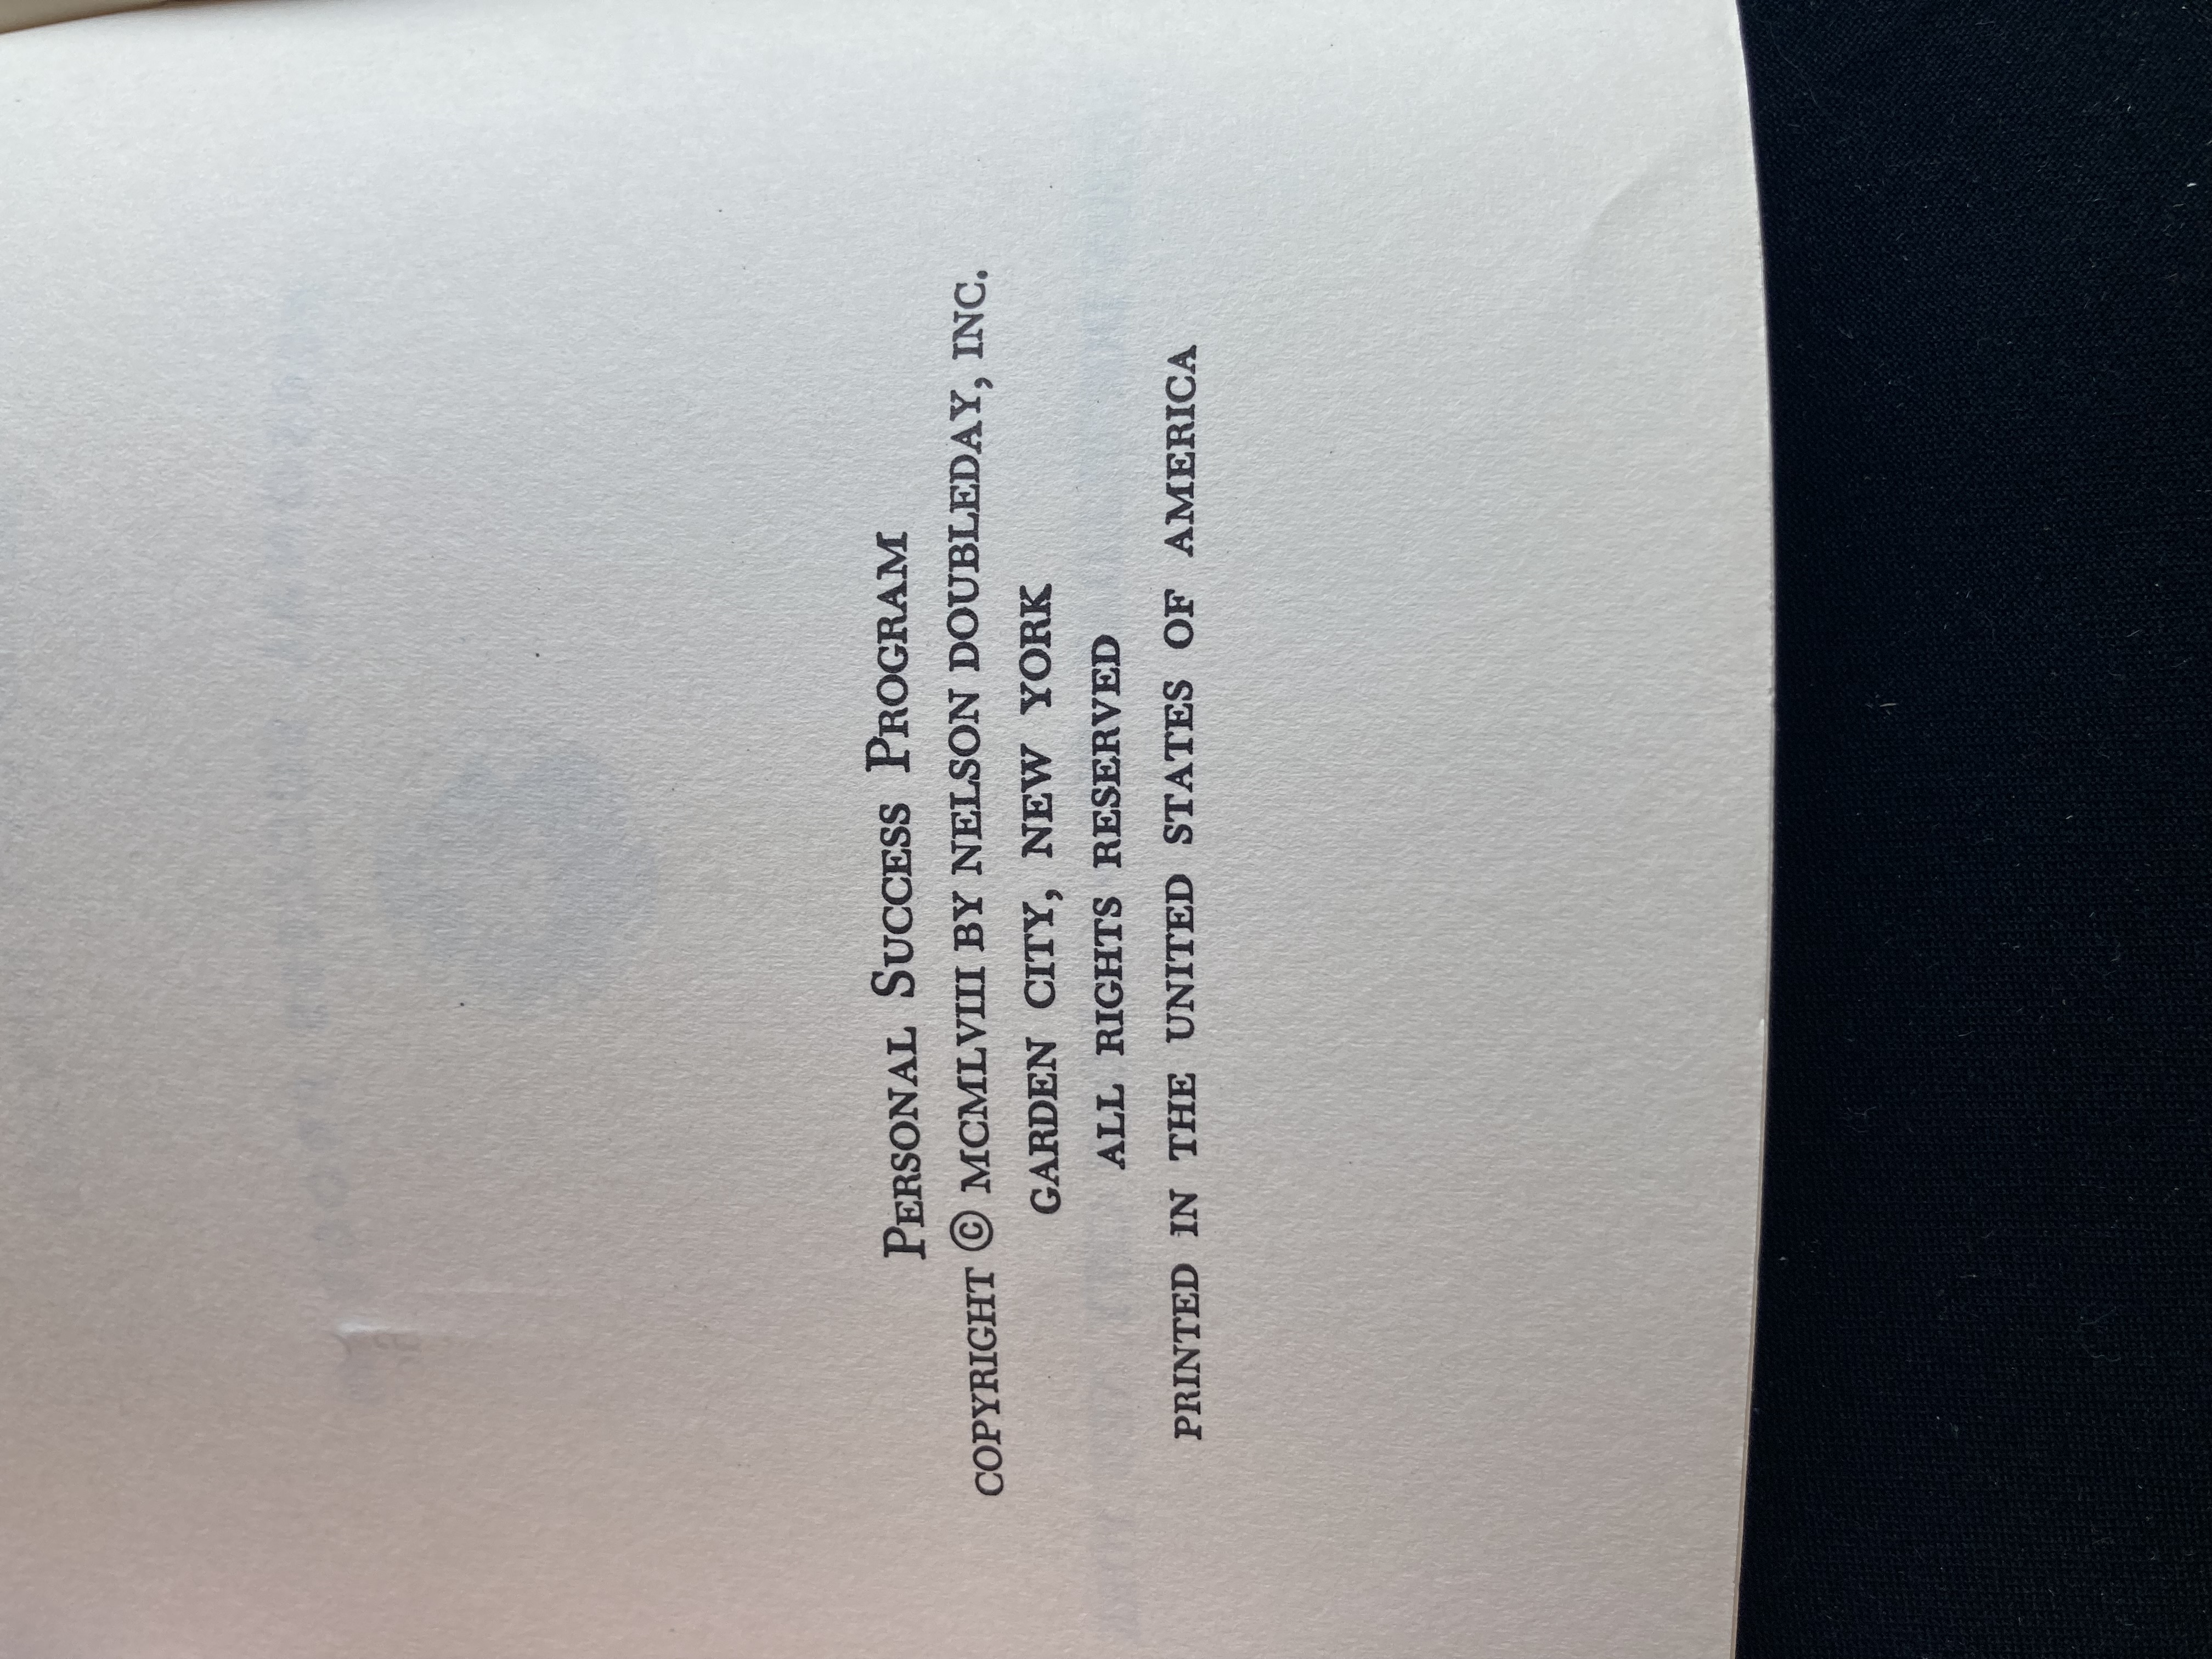 PERSONAL SUCCESS PROGRAM
COPYRIGHT © MCMLVIII BY NELSON DOUBLEDAY, INC.
GARDEN CITY, NEW YORK
ALL RIGHTS RESERVED
PRINTED IN THE UNITED STATES OF AMERICA